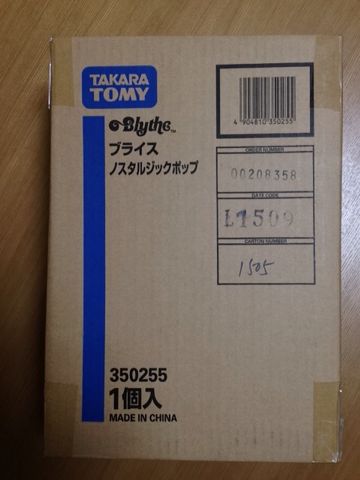 TAKARA
TOMY
Blythe™
ブライス
ノスタルジックポップ
4 904810 350255
ORDER NUMBER
00208358
DATE CODE
L1509
CARTON NUMBER
1505
350255
1個入
MADE IN CHINA